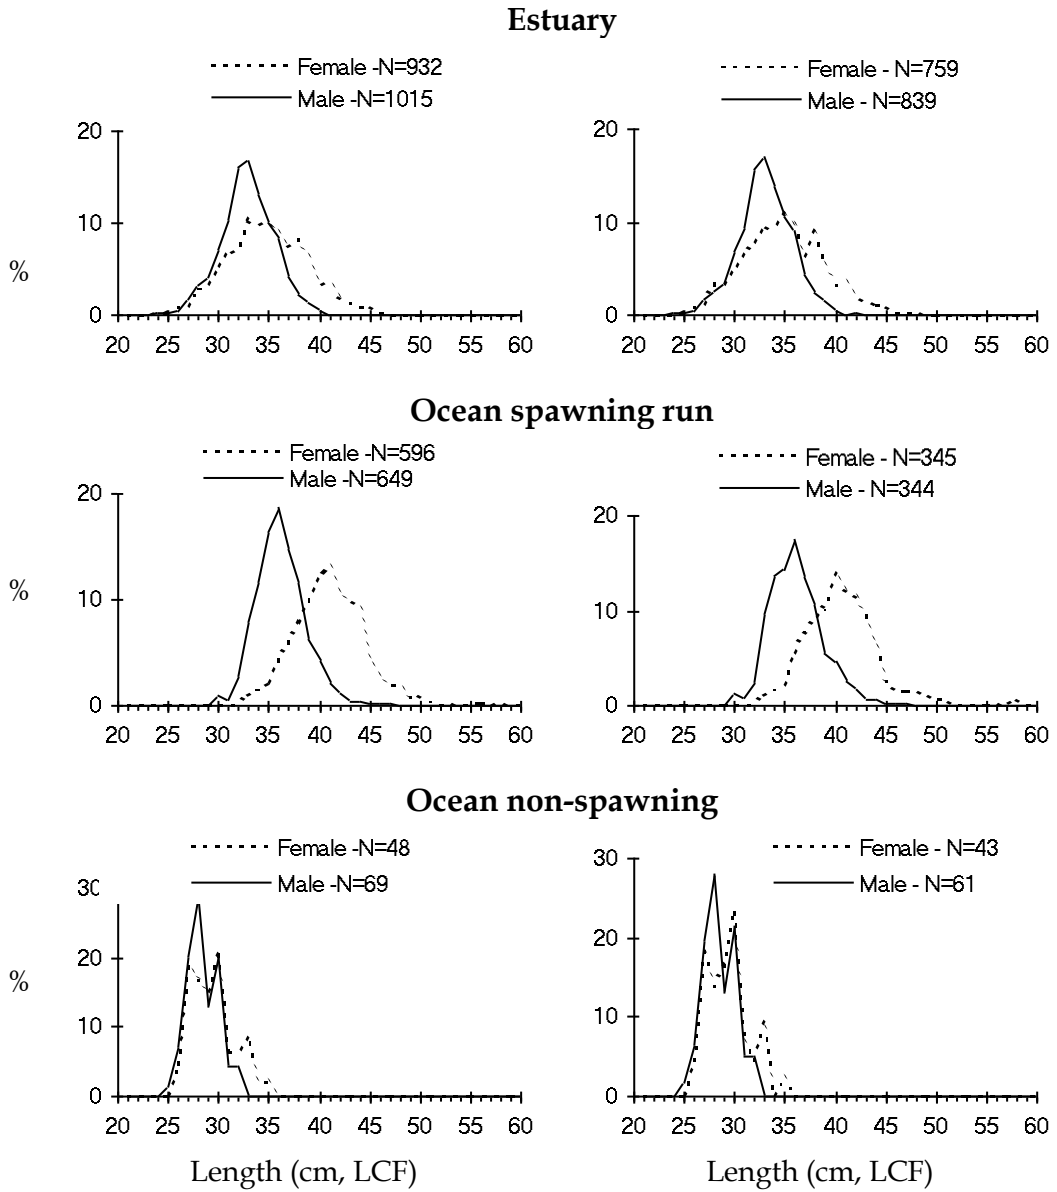 Estuary
Female -N=932
Male -N=1015
Female - N=759
Male - N=839
20
10
0
%
20 25 30 35 40 45 50 55 60
20
10
0
20 25 30 35 40 45 50 55 60
Ocean spawning run
Female -N=596
Male -N=649
Female - N=345
Male - N=344
20
10
0
%
20 25 30 35 40 45 50 55 60
20
10
0
20 25 30 35 40 45 50 55 60
Ocean non-spawning
Female -N=48
Male -N=69
Female - N=43
Male - N=61
30
20
10
0
%
20 25 30 35 40 45 50 55 60
30
20
10
0
20 25 30 35 40 45 50 55 60
Length (cm, LCF)
Length (cm, LCF)